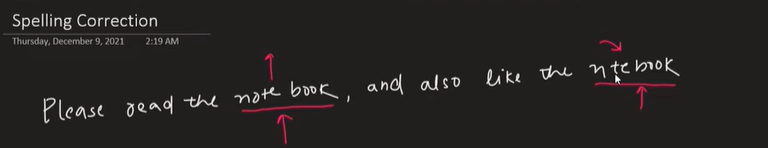 Spelling Correction
Thursday, December 9, 2021 2:19 AM
Please read the note book, and also like the ntebook